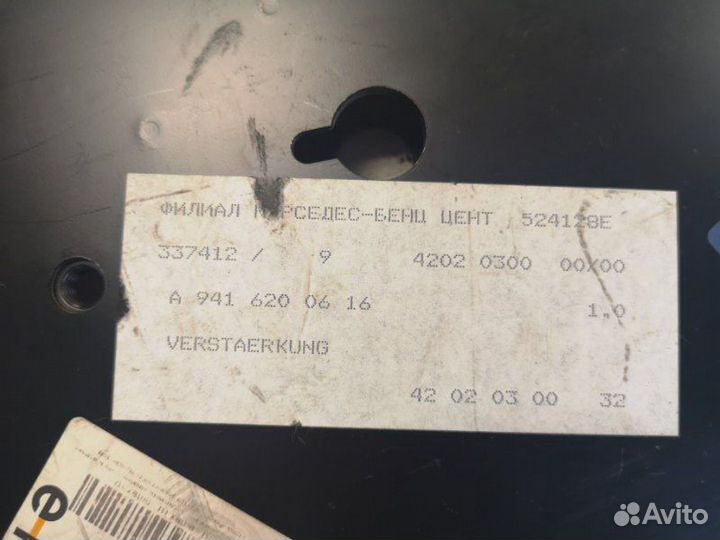 ФИЛИАЛ МЕРСЕДЕС-БЕНЦ ЦЕНТ 524128E
337412 / 9 4202 0300 00/00
A 941 620 06 16 1,0
VERSTAERKUNG
42 02 03 00 32
e-
Avito